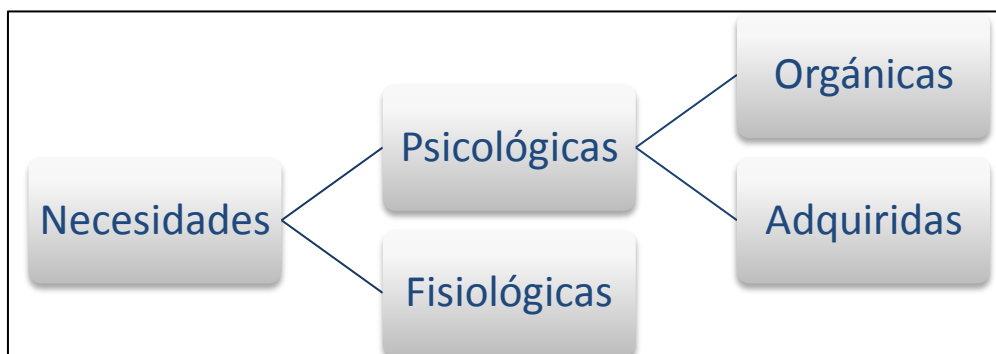 Necesidades
Psicológicas
Orgánicas
Adquiridas
Fisiológicas